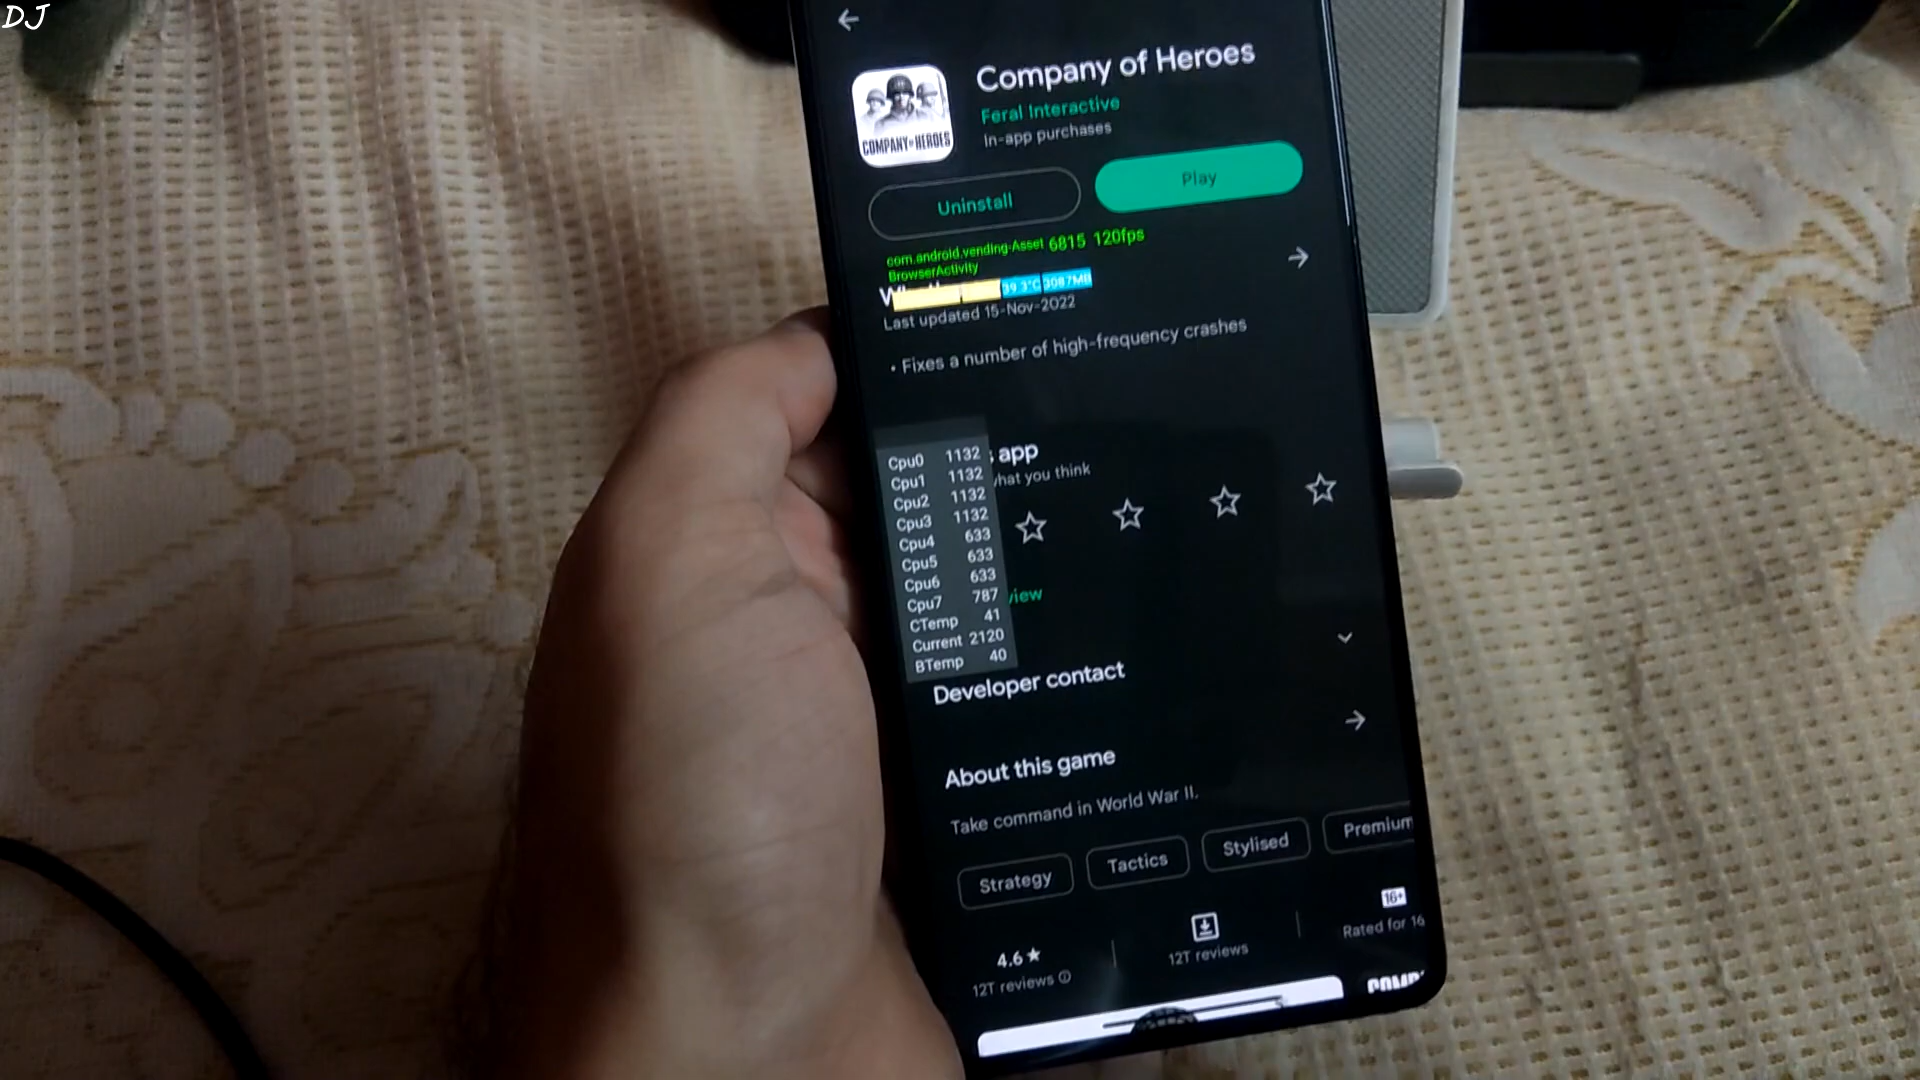 DJ
Company of Heroes
Feral Interactive
In-app purchases
COMPANY OF HEROES
Uninstall
Play
com.android.vending-Asset 6815 120fps
BrowserActivity
39.3°C 3087MB
Last updated 15-Nov-2022
• Fixes a number of high-frequency crashes
app
what you think
Cpu0 1132
Cpu1 1132
Cpu2 1132
Cpu3 1132
Cpu4 633
Cpu5 633
Cpu6 633
Cpu7 787
CTemp 41
Current 2120
BTemp 40
view
Developer contact
About this game
Take command in World War II.
Strategy
Tactics
Stylised
Premium
4.6★
12T reviews
12T reviews
16+
Rated for 16